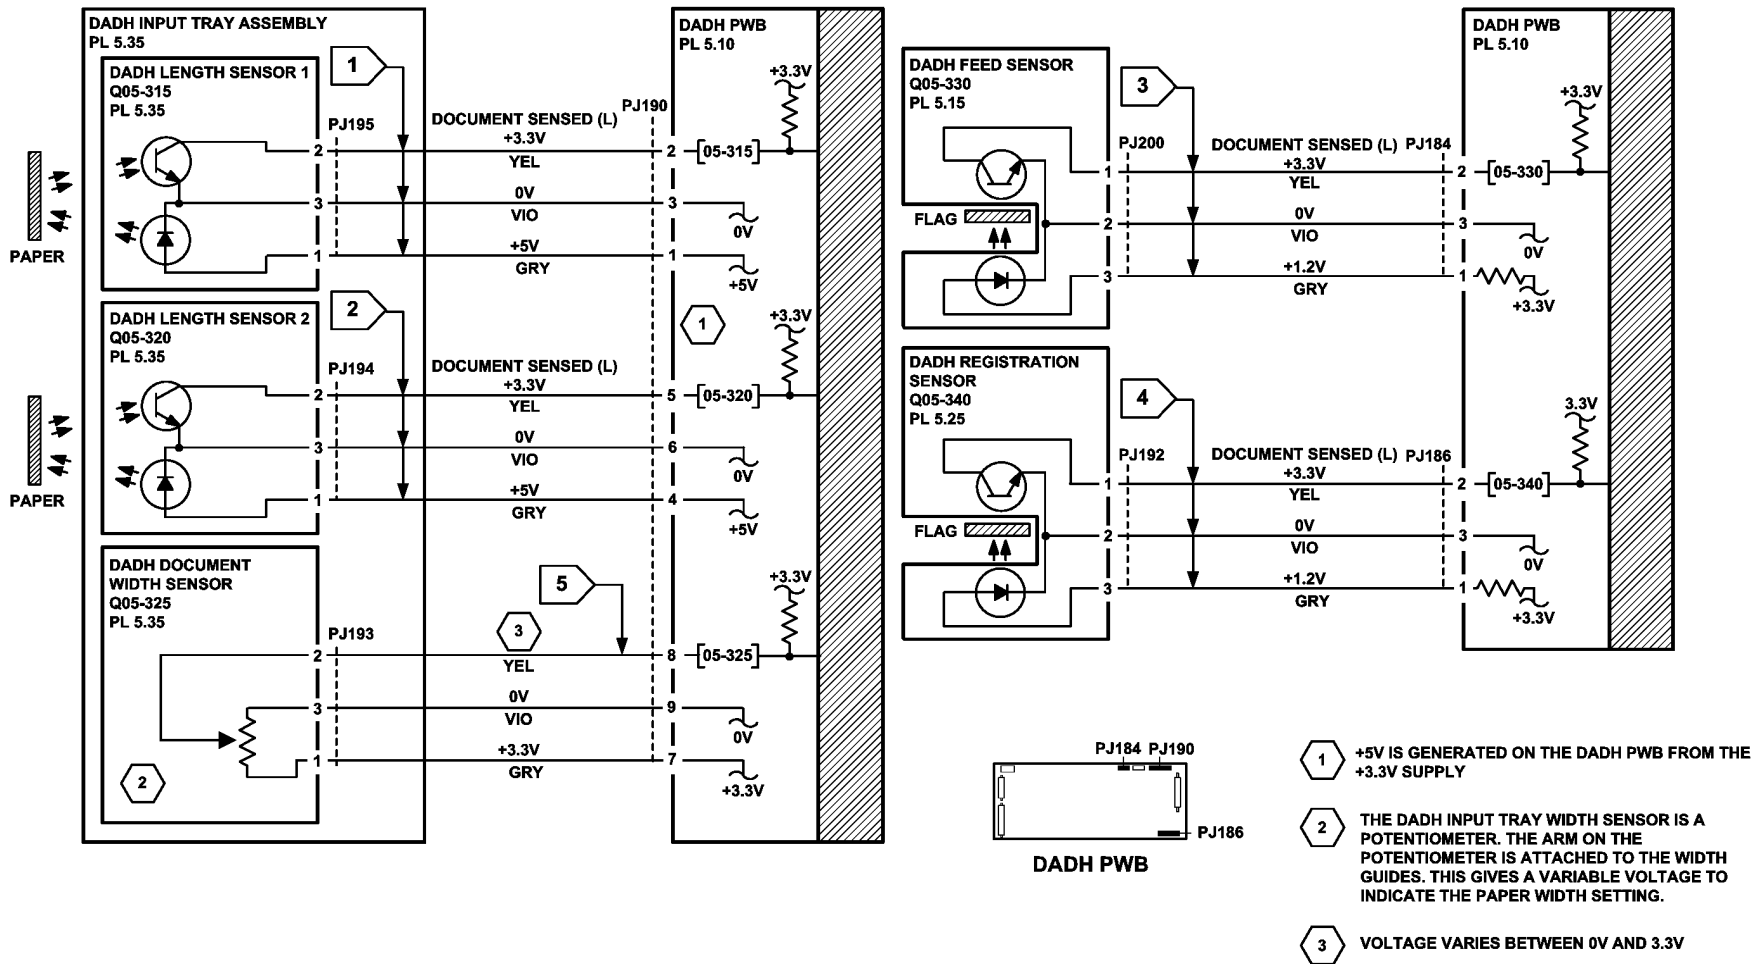 DADH INPUT TRAY ASSEMBLY
PL 5.35
DADH LENGTH SENSOR 1
Q05-315
PL 5.35
1
PJ195
DOCUMENT SENSED (L)
PJ190
DADH PWB
PL 5.10
+3.3V
2
+3.3V
YEL
2
05-315
3
0V
VIO
3
0V
1
+5V
GRY
1
+5V
PAPER
DADH LENGTH SENSOR 2
Q05-320
PL 5.35
2
PJ194
DOCUMENT SENSED (L)
1
+3.3V
2
+3.3V
YEL
5
05-320
3
0V
VIO
6
0V
1
+5V
GRY
4
+5V
PAPER
DADH DOCUMENT
WIDTH SENSOR
Q05-325
PL 5.35
5
PJ193
3
+3.3V
2
YEL
8
05-325
3
0V
VIO
9
0V
1
+3.3V
GRY
7
+3.3V
2
DADH FEED SENSOR
Q05-330
PL 5.15
3
PJ200
DOCUMENT SENSED (L)
PJ184
DADH PWB
PL 5.10
+3.3V
1
+3.3V
YEL
2
05-330
FLAG
2
0V
VIO
3
0V
3
+1.2V
GRY
1
+3.3V
DADH REGISTRATION
SENSOR
Q05-340
PL 5.25
4
PJ192
DOCUMENT SENSED (L)
PJ186
3.3V
1
+3.3V
YEL
2
05-340
FLAG
2
0V
VIO
3
0V
3
+1.2V
GRY
1
+3.3V
PJ184 PJ190
PJ186
DADH PWB
1
+5V IS GENERATED ON THE DADH PWB FROM THE
+3.3V SUPPLY
2
THE DADH INPUT TRAY WIDTH SENSOR IS A
POTENTIOMETER. THE ARM ON THE
POTENTIOMETER IS ATTACHED TO THE WIDTH
GUIDES. THIS GIVES A VARIABLE VOLTAGE TO
INDICATE THE PAPER WIDTH SETTING.
3
VOLTAGE VARIES BETWEEN 0V AND 3.3V